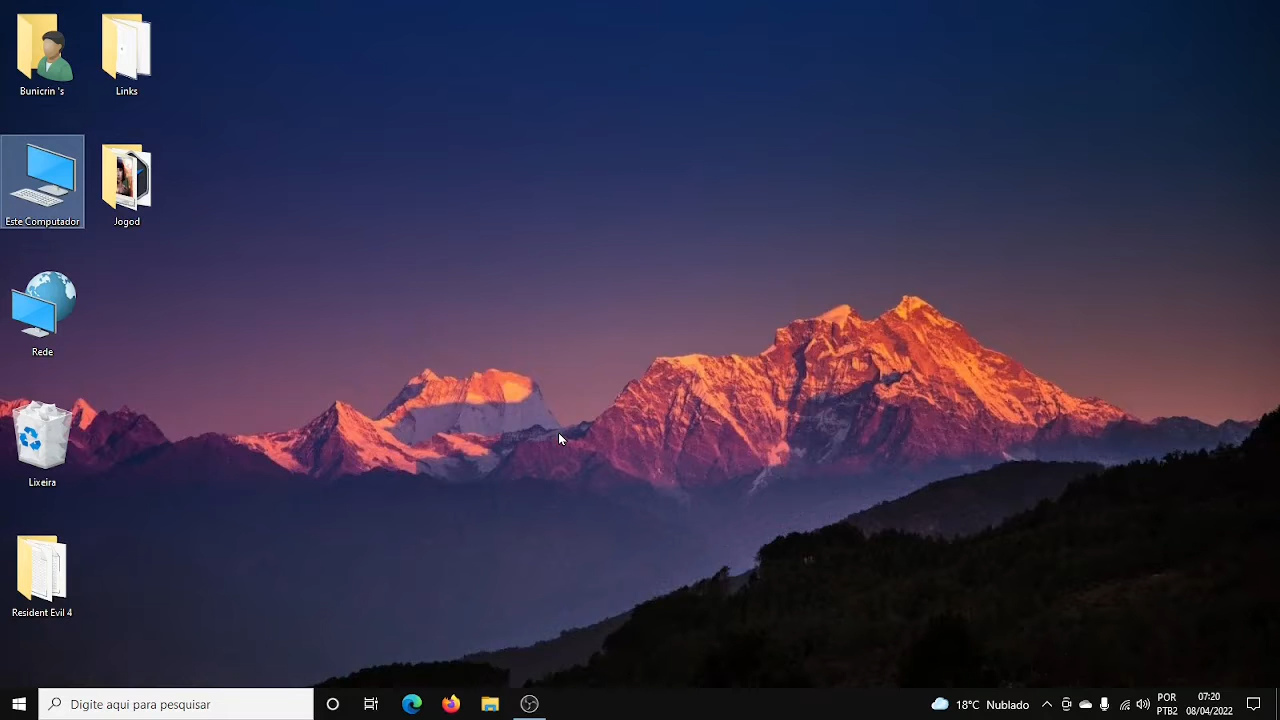 Bunicrin 's
Links
Este Computador
Jogod
Rede
Lixeira
Resident Evil 4
Digite aqui para pesquisar
18°C Nublado
POR
PTB2
07:20
08/04/2022